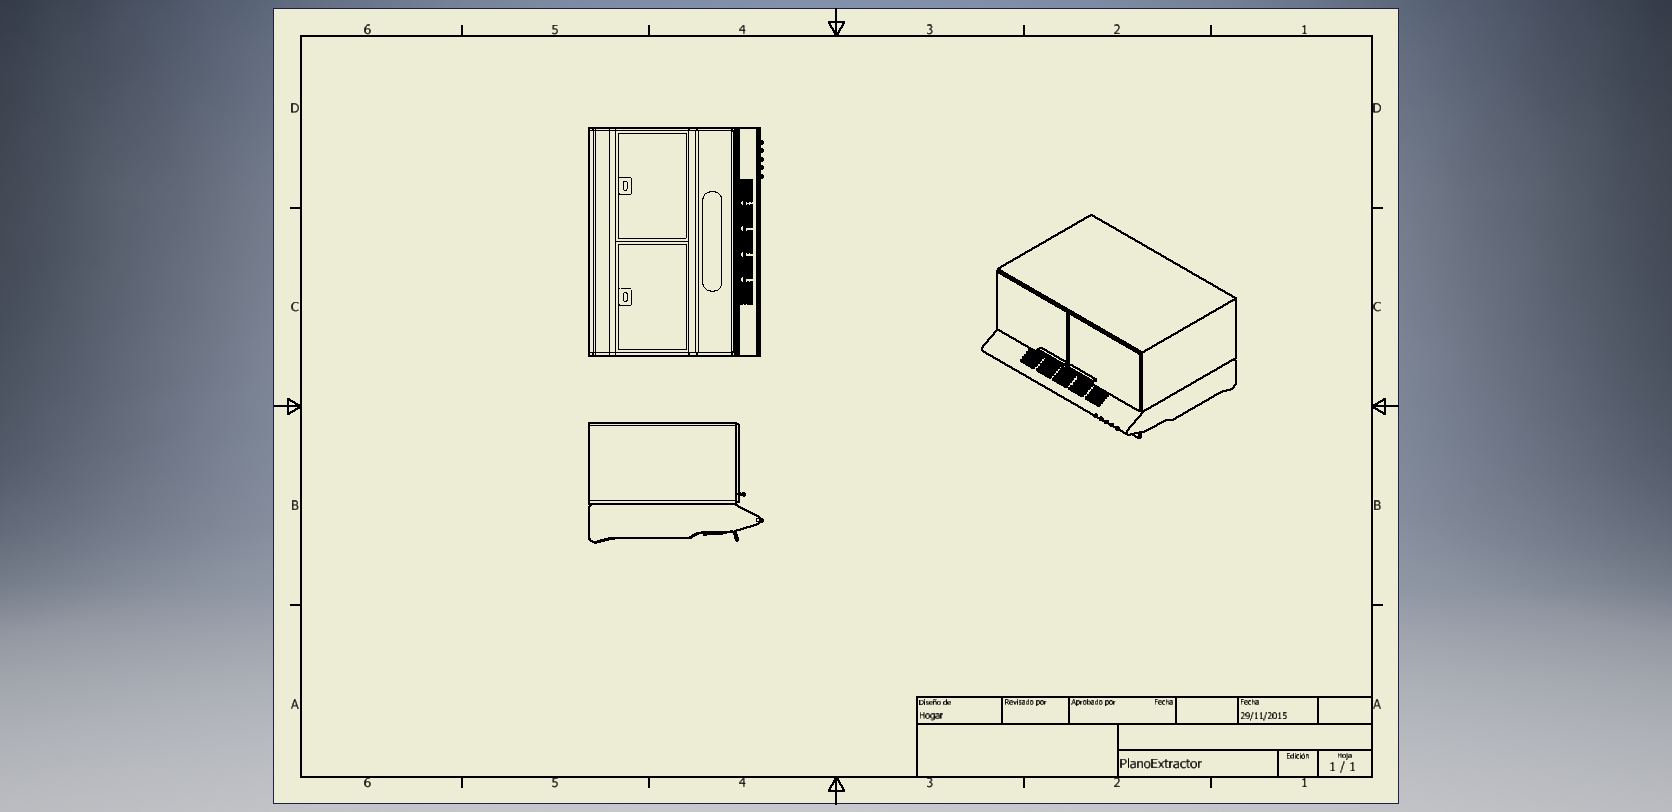 6 5 4 3 2 1
D D
C C
B B
A A
Diseño de Revisado por Aprobado por Fecha Fecha
Hogar 29/11/2015
Edición Hoja
PlanoExtractor 1 / 1
6 5 4 3 2 1